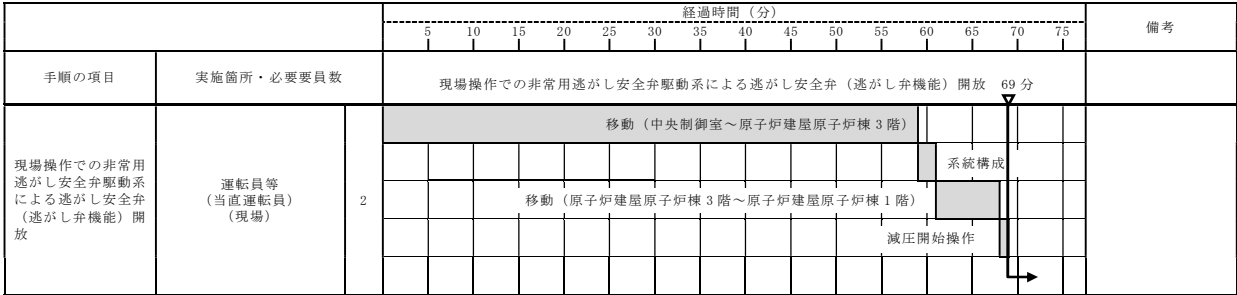 経過時間（分）
備考
5 10 15 20 25 30 35 40 45 50 55 60 65 70 75
手順の項目
実施箇所・必要要員数
現場操作での非常用逃がし安全弁駆動系による逃がし安全弁（逃がし弁機能）開放 69分
現場操作での非常用
逃がし安全弁駆動系
による逃がし安全弁
（逃がし弁機能）開
放
運転員等
（当直運転員）
（現場）
2
移動（中央制御室～原子炉建屋原子炉棟3階）
系統構成
移動（原子炉建屋原子炉棟3階～原子炉建屋原子炉棟1階）
減圧開始操作